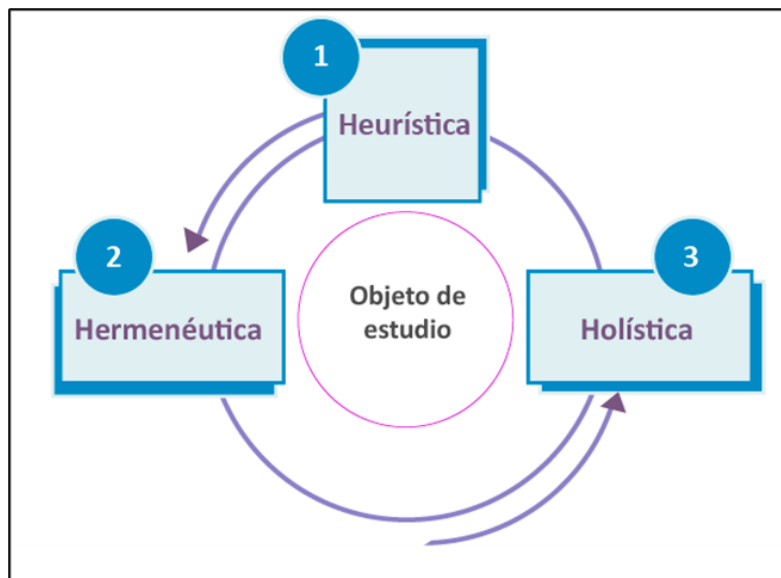 1
Heurística
2
Hermenéutica
3
Holística
Objeto de
estudio